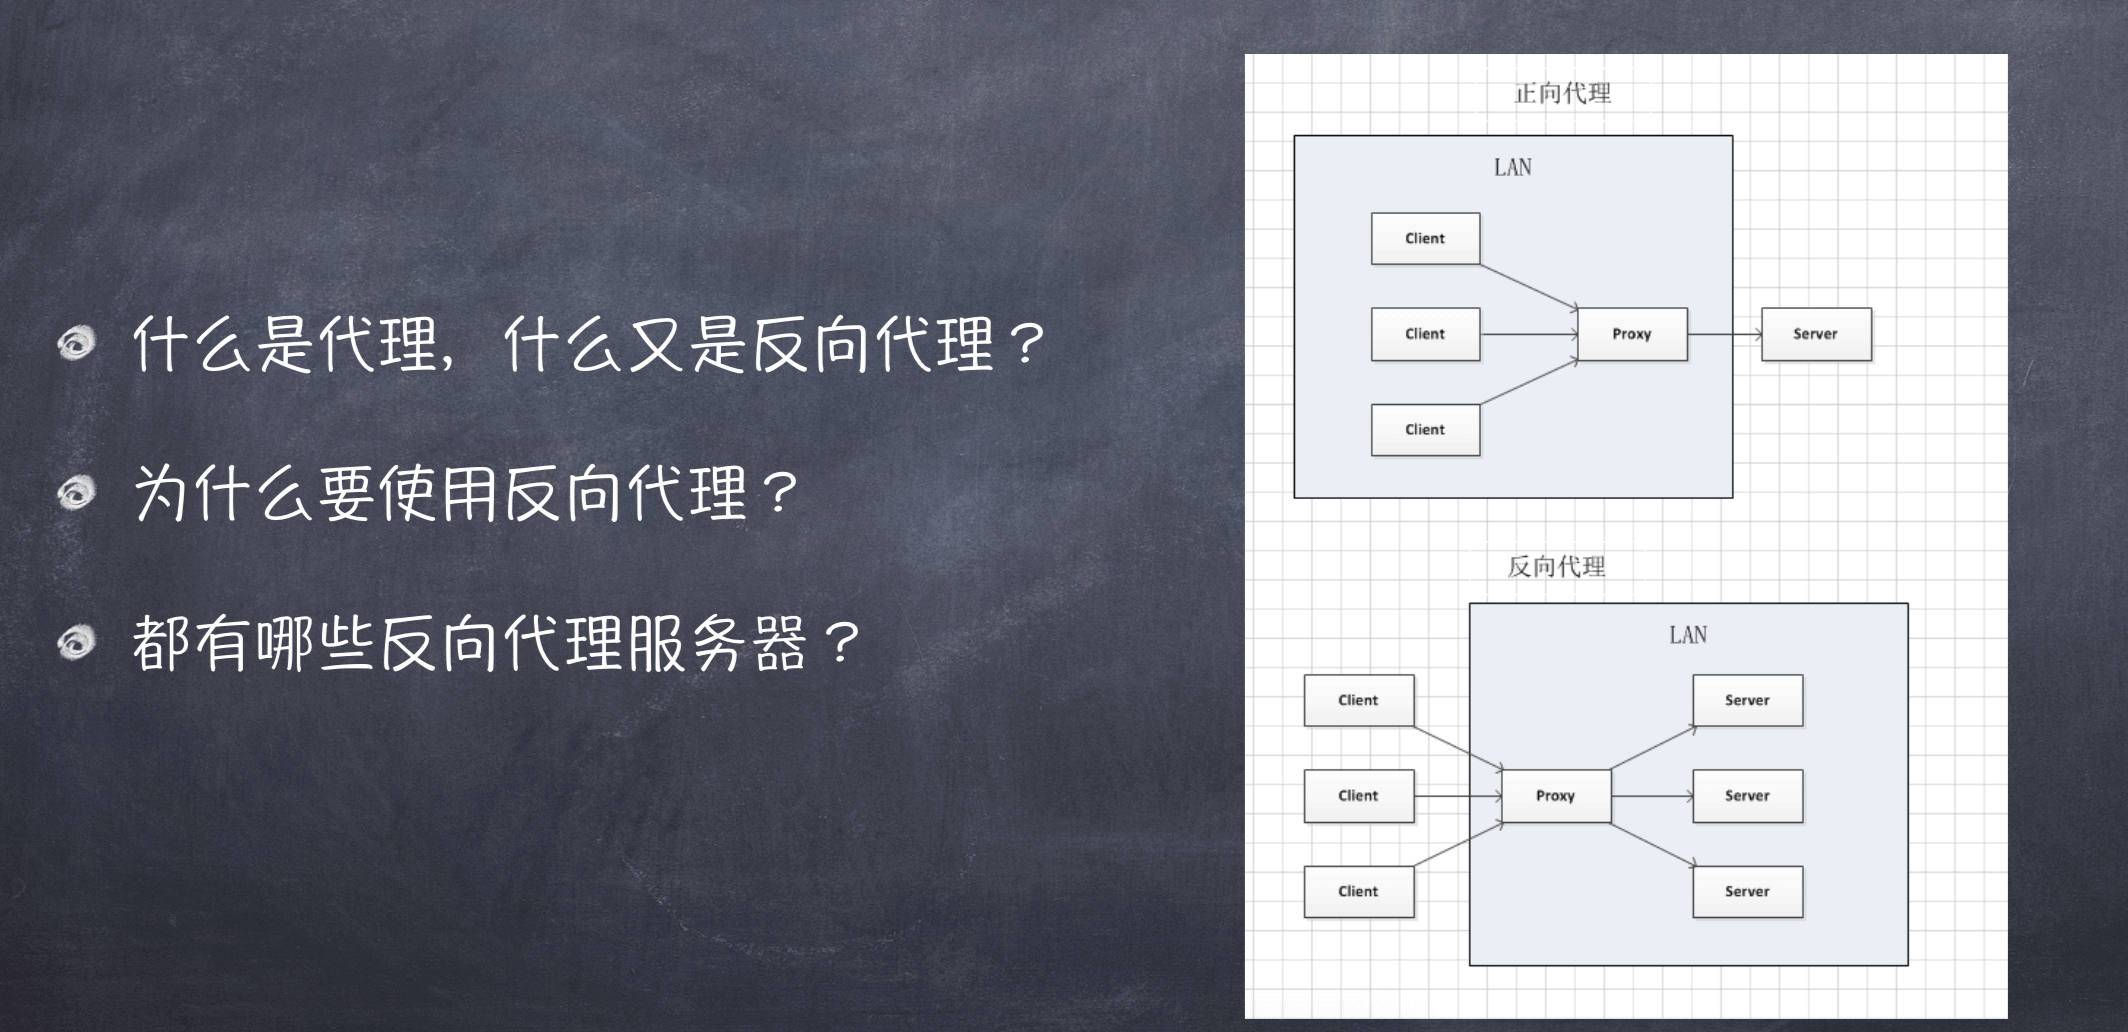 什么是代理，什么又是反向代理？
为什么要使用反向代理？
都有哪些反向代理服务器？
正向代理
LAN
Client
Client
Proxy
Server
Client
反向代理
LAN
Client
Server
Client
Proxy
Server
Client
Server